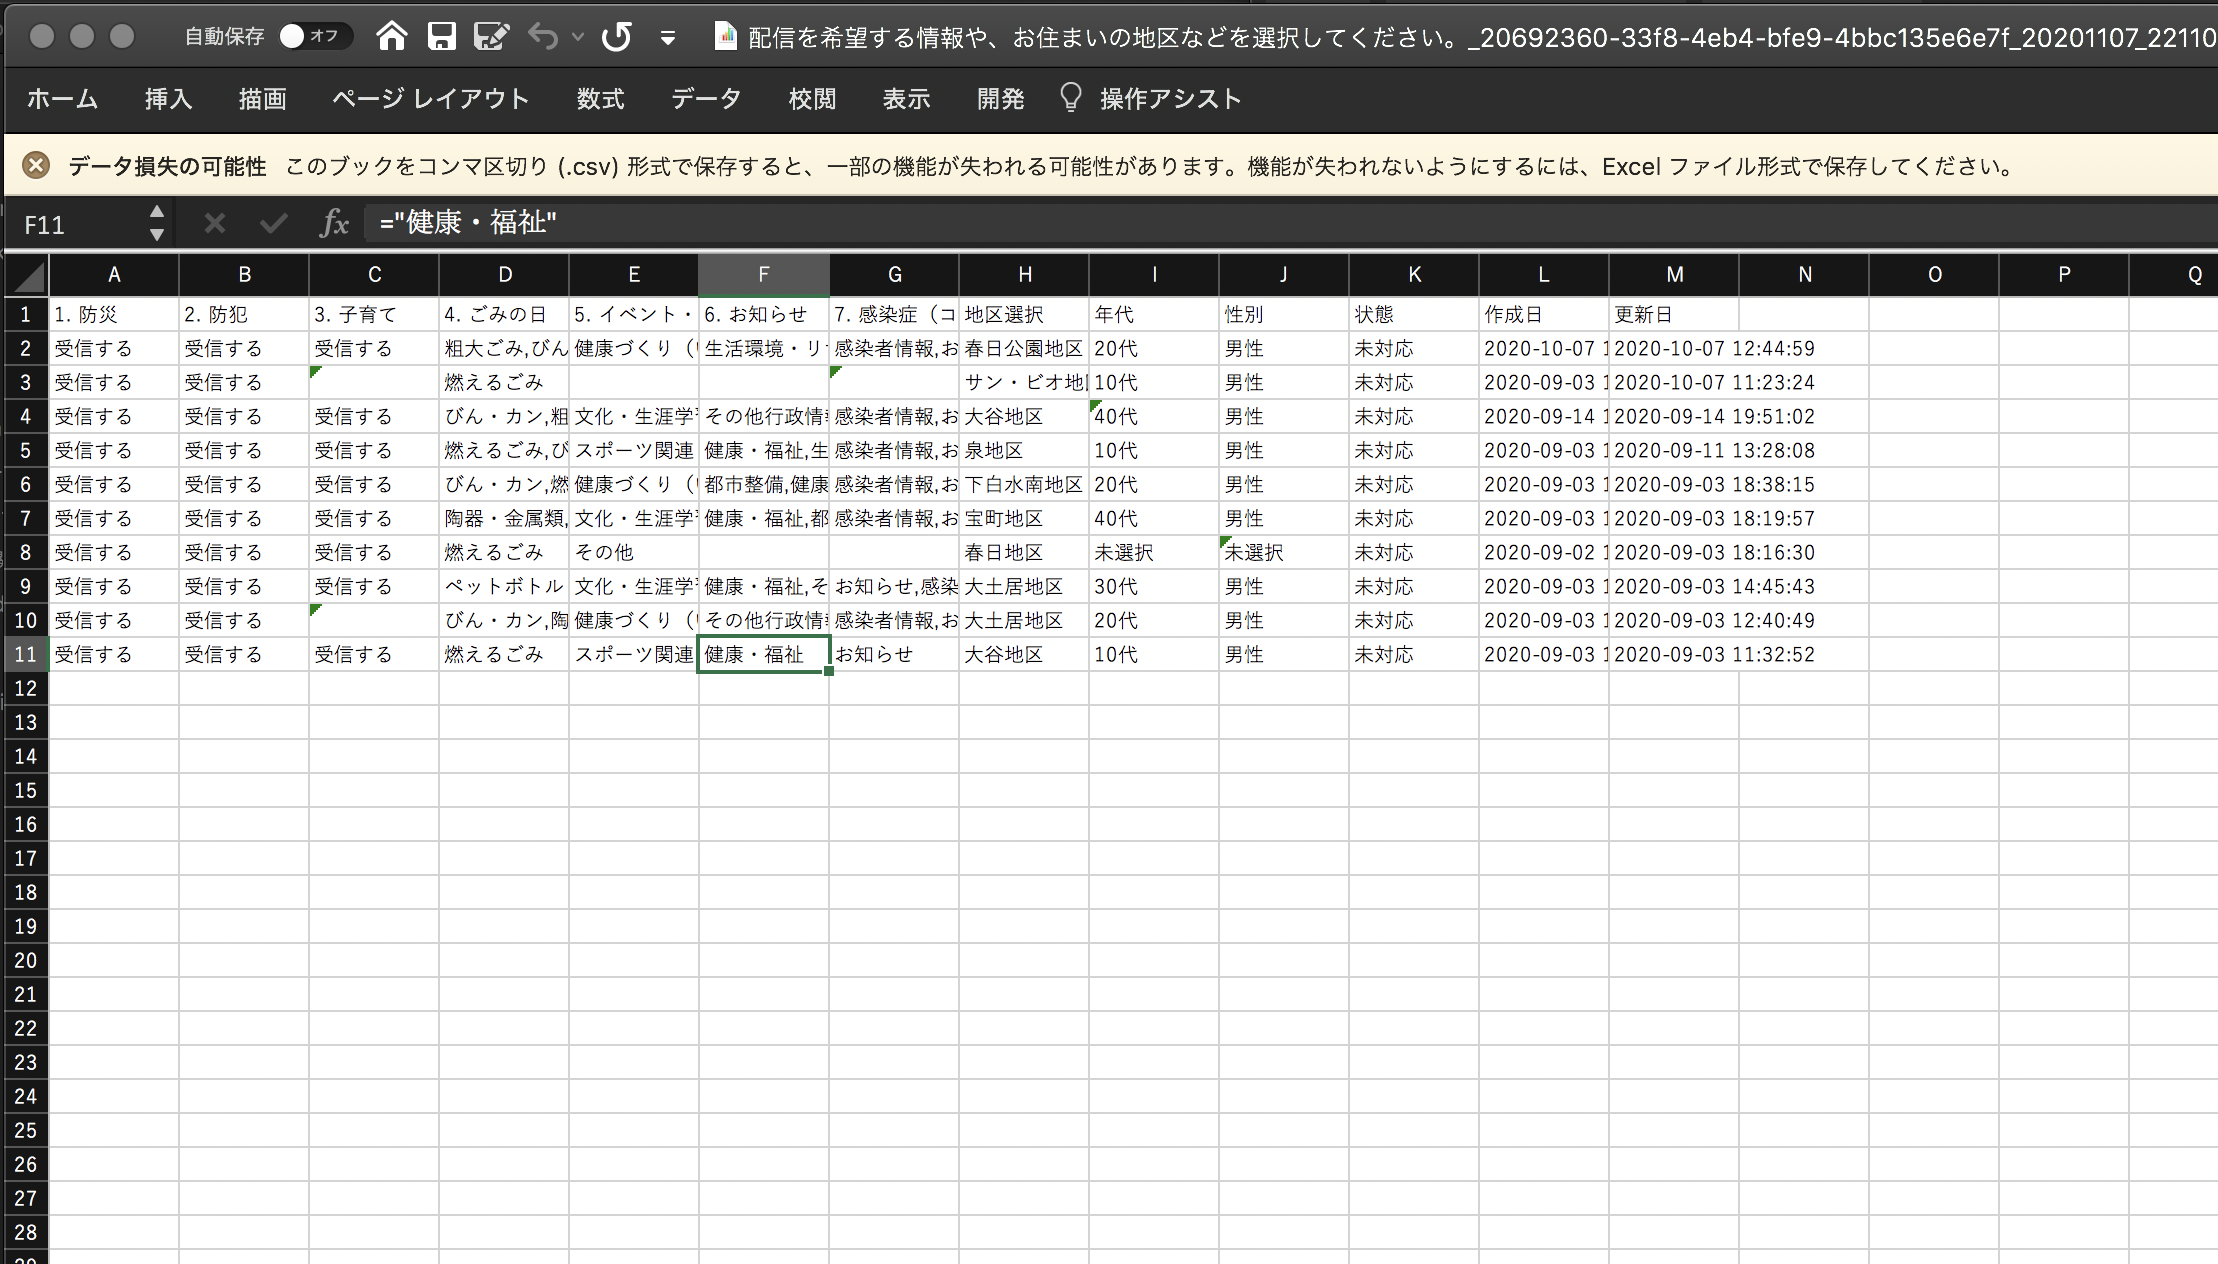 自動保存 オフ 配信を希望する情報や、お住まいの地区などを選択してください。_20692360-33f8-4eb4-bfe9-4bbc135e6e7f_20201107_22110
ホーム 挿入 描画 ページ レイアウト 数式 データ 校閲 表示 開発 操作アシスト
データ損失の可能性 このブックをコンマ区切り (.csv) 形式で保存すると、一部の機能が失われる可能性があります。機能が失われないようにするには、Excel ファイル形式で保存してください。
F11 fx ="健康・福祉"
A B C D E F G H I J K L M N O P Q
1 1. 防災 2. 防犯 3. 子育て 4. ごみの日 5. イベント・ 6. お知らせ 7. 感染症（コ 地区選択 年代 性別 状態 作成日 更新日
2 受信する 受信する 受信する 粗大ごみ,びん 健康づくり（ 生活環境・リ 感染者情報,お 春日公園地区 20代 男性 未対応 2020-10-07 1 2020-10-07 12:44:59
3 受信する 受信する 燃えるごみ サン・ビオ地 10代 男性 未対応 2020-09-03 1 2020-10-07 11:23:24
4 受信する 受信する 受信する びん・カン,粗 文化・生涯学 その他行政情 感染者情報,お 大谷地区 40代 男性 未対応 2020-09-14 1 2020-09-14 19:51:02
5 受信する 受信する 受信する 燃えるごみ,び スポーツ関連 健康・福祉,生 感染者情報,お 泉地区 10代 男性 未対応 2020-09-03 1 2020-09-11 13:28:08
6 受信する 受信する 受信する びん・カン,燃 健康づくり（ 都市整備,健康 感染者情報,お 下白水南地区 20代 男性 未対応 2020-09-03 1 2020-09-03 18:38:15
7 受信する 受信する 受信する 陶器・金属類, 文化・生涯学 健康・福祉,都 感染者情報,お 宝町地区 40代 男性 未対応 2020-09-03 1 2020-09-03 18:19:57
8 受信する 受信する 受信する 燃えるごみ その他 春日地区 未選択 未選択 未対応 2020-09-02 1 2020-09-03 18:16:30
9 受信する 受信する 受信する ペットボトル 文化・生涯学 健康・福祉,そ お知らせ,感染 大土居地区 30代 男性 未対応 2020-09-03 1 2020-09-03 14:45:43
10 受信する 受信する びん・カン,陶 健康づくり（ その他行政情 感染者情報,お 大土居地区 20代 男性 未対応 2020-09-03 1 2020-09-03 12:40:49
11 受信する 受信する 受信する 燃えるごみ スポーツ関連 健康・福祉 お知らせ 大谷地区 10代 男性 未対応 2020-09-03 1 2020-09-03 11:32:52
12
13
14
15
16
17
18
19
20
21
22
23
24
25
26
27
28